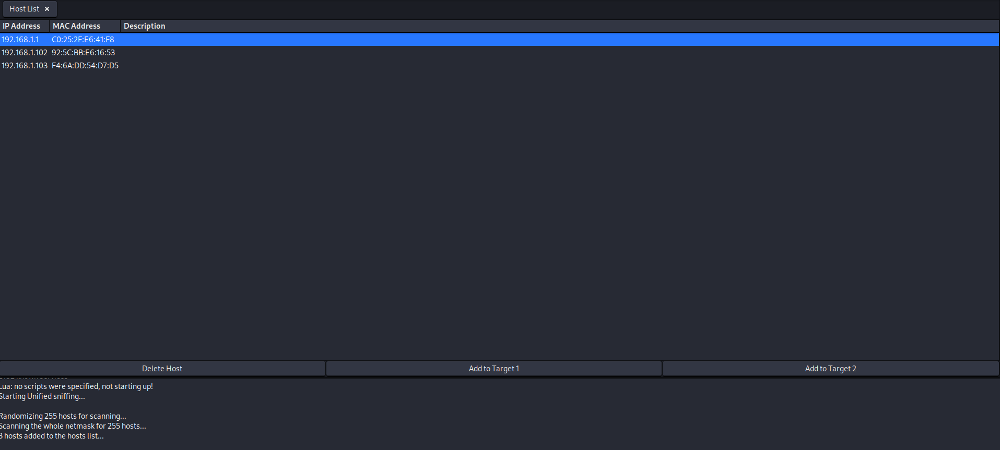 Host List ×
IP Address MAC Address Description
192.168.1.1 C0:25:2F:E6:41:F8
192.168.1.102 92:5C:BB:E6:16:53
192.168.1.103 F4:6A:DD:54:D7:D5
Delete Host Add to Target 1 Add to Target 2
Lua: no scripts were specified, not starting up!
Starting Unified sniffing...
Randomizing 255 hosts for scanning...
Scanning the whole netmask for 255 hosts...
3 hosts added to the hosts list...